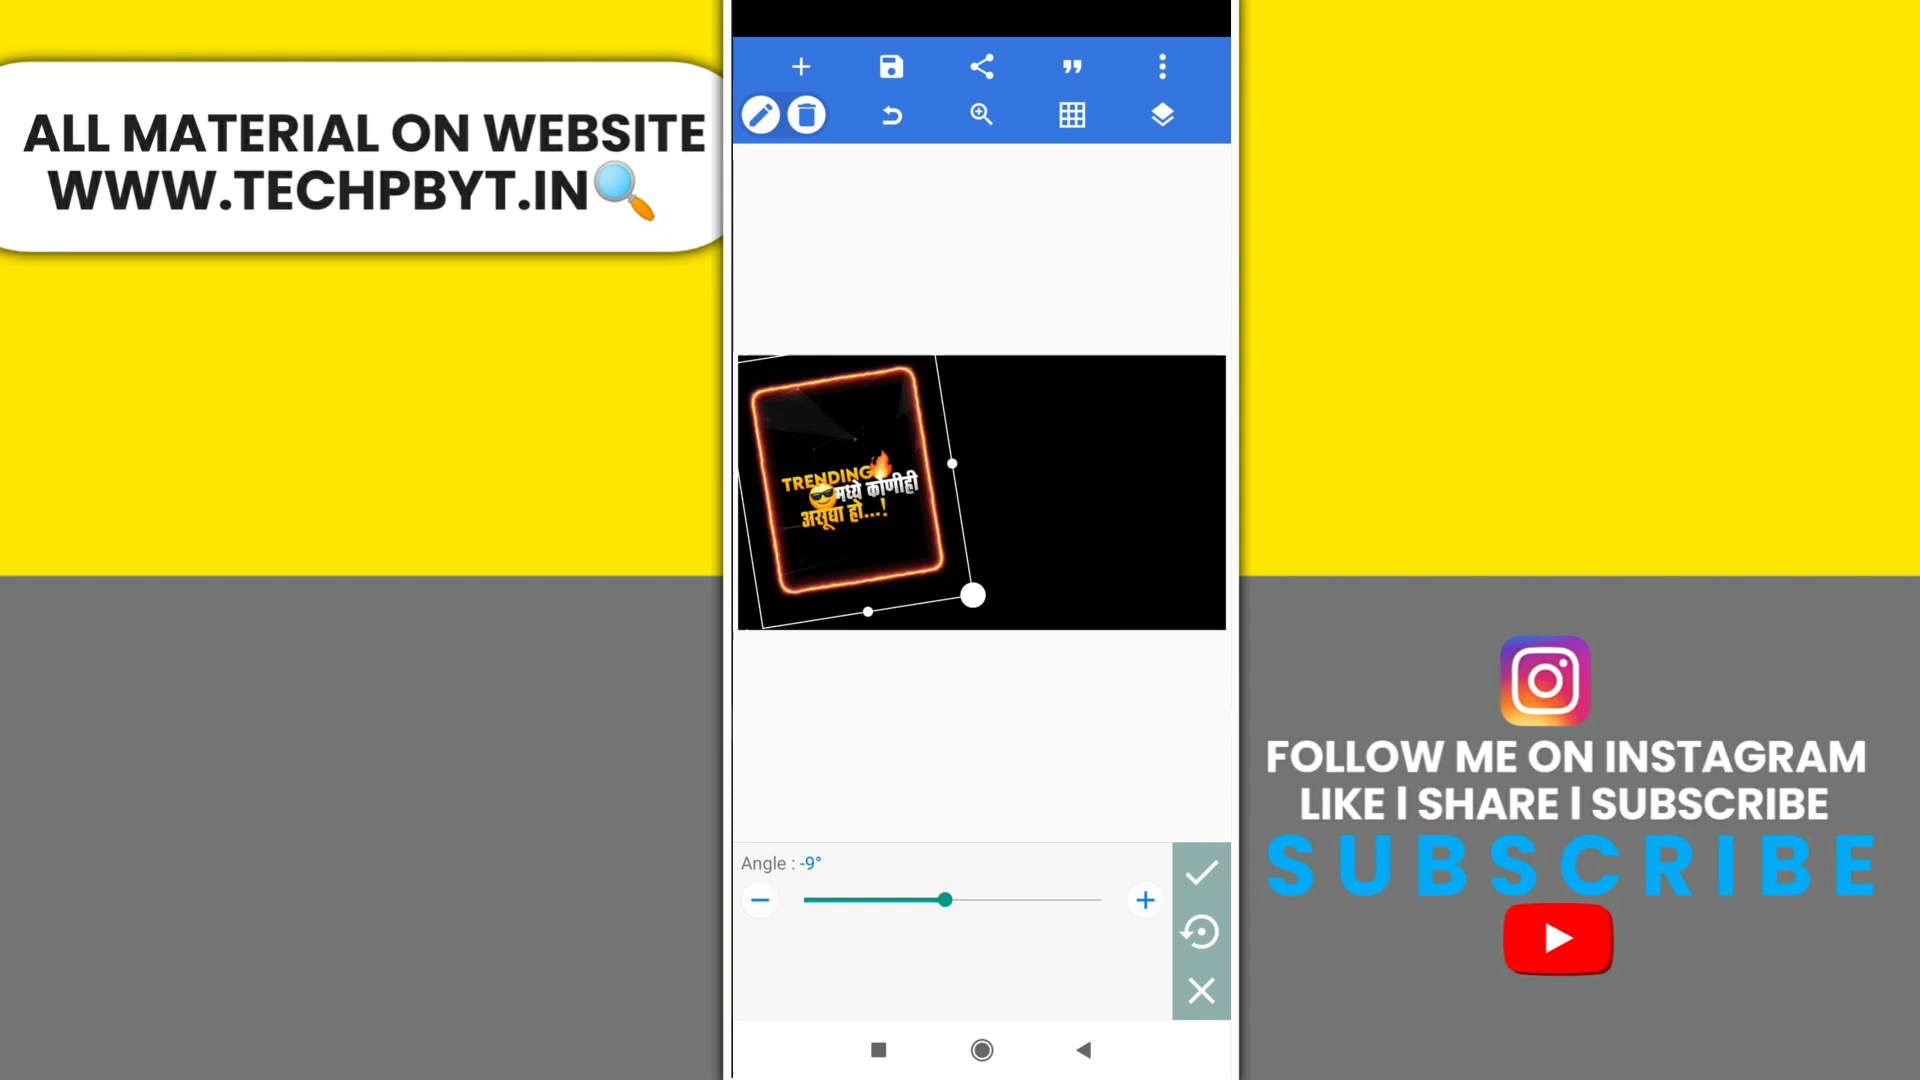 ALL MATERIAL ON WEBSITE
WWW.TECHPBYT.IN
TRENDING
मध्ये कोणीही
असूद्या हो...!
Angle : -9°
FOLLOW ME ON INSTAGRAM
LIKE | SHARE | SUBSCRIBE
SUBSCRIBE